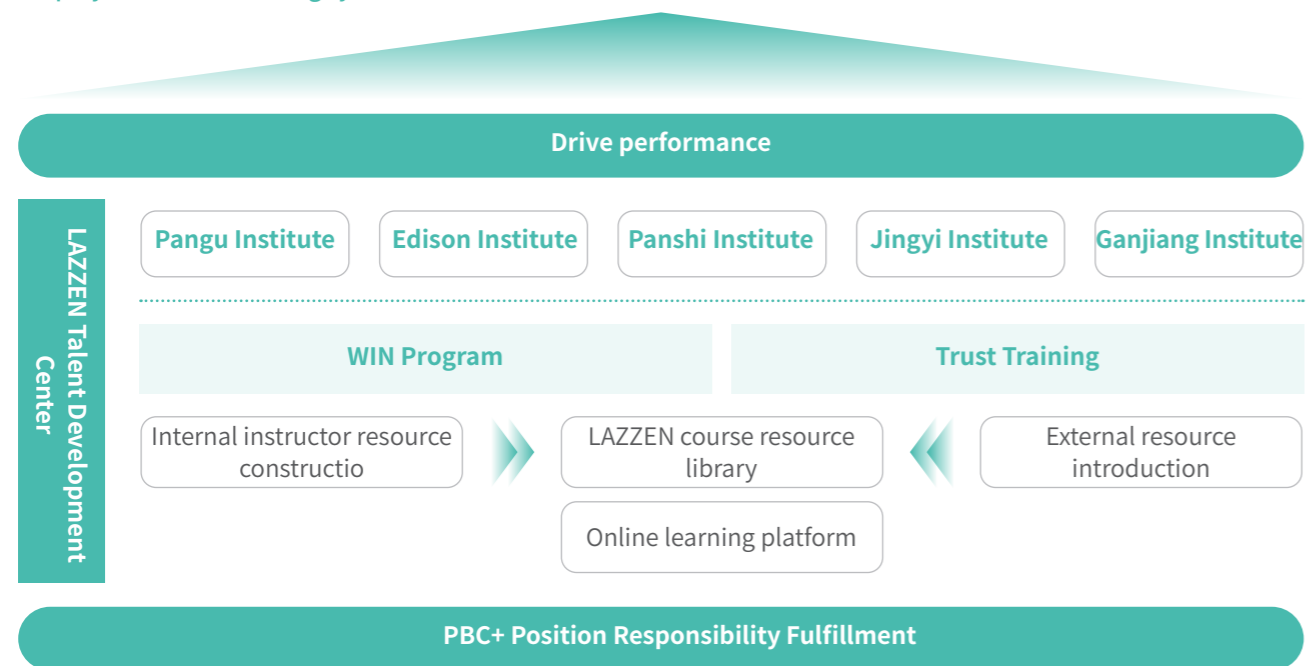 Drive performance
LAZZEN Talent Development
Center
Pangu Institute
Edison Institute
Panshi Institute
Jingyi Institute
Ganjiang Institute
WIN Program
Trust Training
Internal instructor resource
constructio
LAZZEN course resource
library
External resource
introduction
Online learning platform
PBC+ Position Responsibility Fulfillment